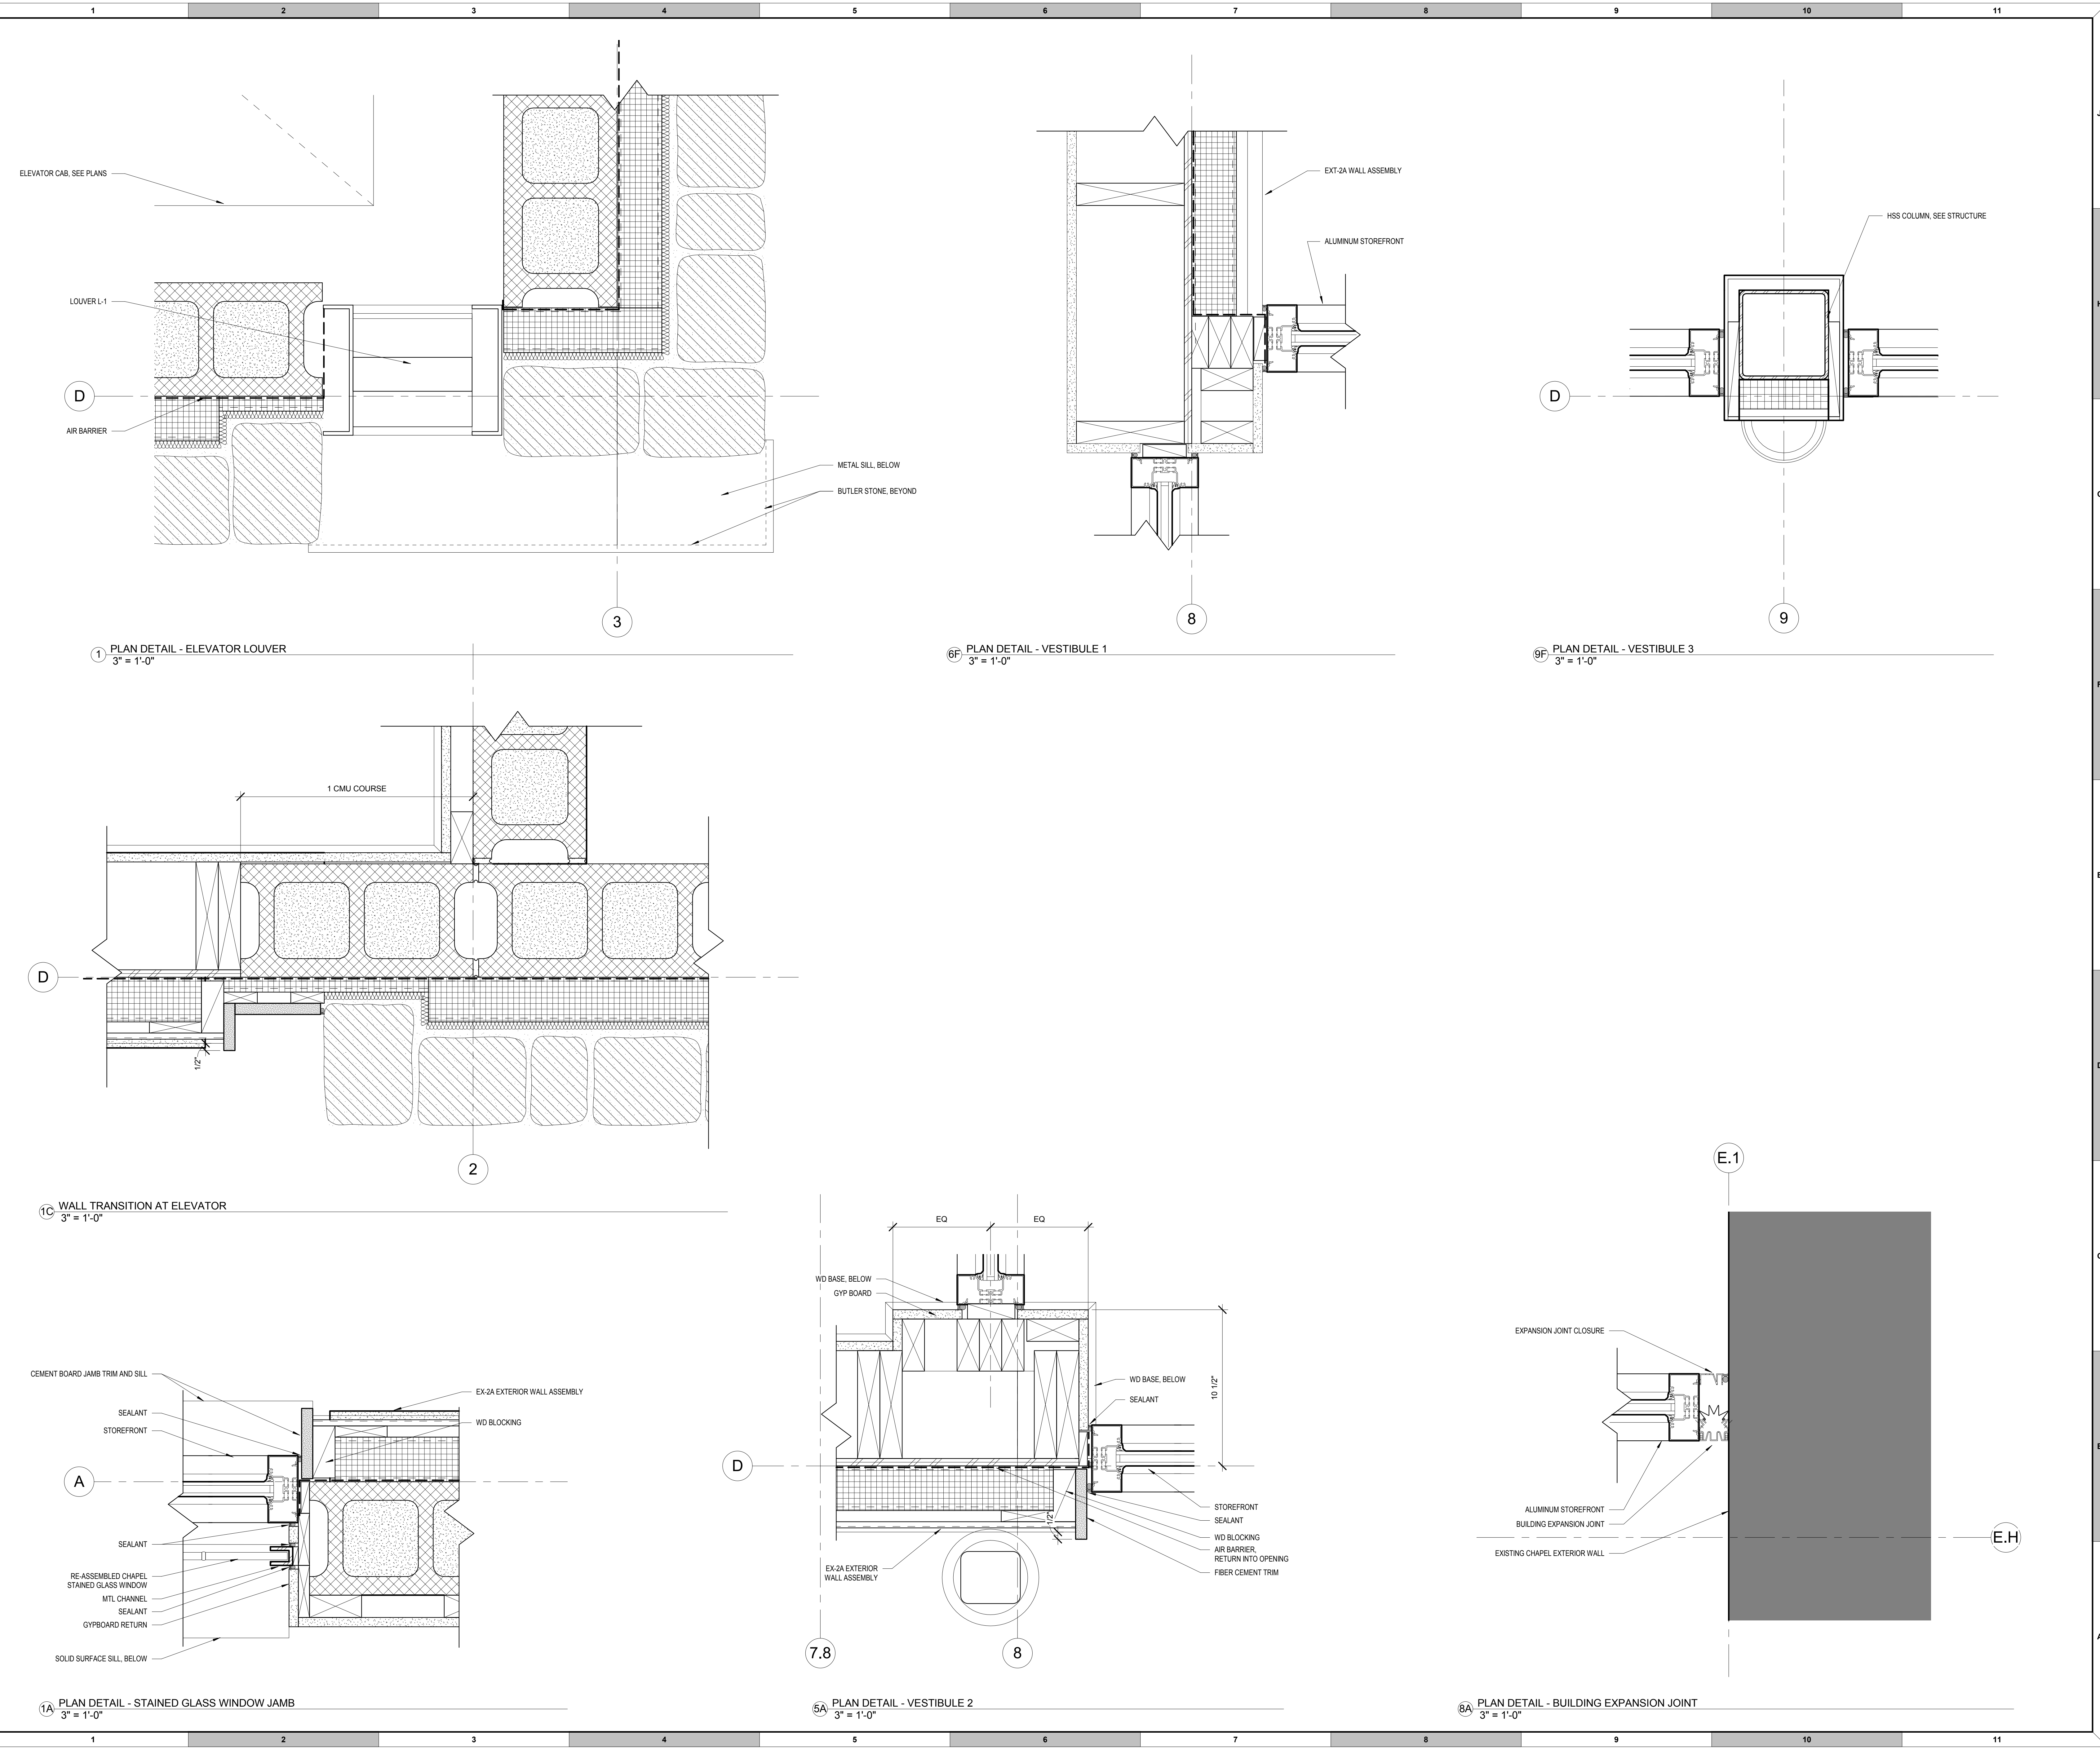 1 2 3 4 5 6 7 8 9 10 11
J
ELEVATOR CAB, SEE PLANS
LOUVER L-1
D
AIR BARRIER
METAL SILL, BELOW
BUTLER STONE, BEYOND
3
1 PLAN DETAIL - ELEVATOR LOUVER
3" = 1'-0"
EXT-2A WALL ASSEMBLY
ALUMINUM STOREFRONT
8
6F PLAN DETAIL - VESTIBULE 1
3" = 1'-0"
HSS COLUMN, SEE STRUCTURE
D
9
9F PLAN DETAIL - VESTIBULE 3
3" = 1'-0"
H
F
1 CMU COURSE
D
1/2"
2
1C WALL TRANSITION AT ELEVATOR
3" = 1'-0"
CEMENT BOARD JAMB TRIM AND SILL
SEALANT
STOREFRONT
EX-2A EXTERIOR WALL ASSEMBLY
WD BLOCKING
A
SEALANT
RE-ASSEMBLED CHAPEL
STAINED GLASS WINDOW
MTL CHANNEL
SEALANT
GYPBOARD RETURN
SOLID SURFACE SILL, BELOW
1A PLAN DETAIL - STAINED GLASS WINDOW JAMB
3" = 1'-0"
EQ EQ
WD BASE, BELOW
GYP BOARD
WD BASE, BELOW
SEALANT
10 1/2"
D
1/2"
STOREFRONT
SEALANT
WD BLOCKING
AIR BARRIER,
RETURN INTO OPENING
FIBER CEMENT TRIM
EX-2A EXTERIOR
WALL ASSEMBLY
7.8 8
5A PLAN DETAIL - VESTIBULE 2
3" = 1'-0"
E.1
EXPANSION JOINT CLOSURE
ALUMINUM STOREFRONT
BUILDING EXPANSION JOINT
EXISTING CHAPEL EXTERIOR WALL
E.H
8A PLAN DETAIL - BUILDING EXPANSION JOINT
3" = 1'-0"
A
1 2 3 4 5 6 7 8 9 10 11